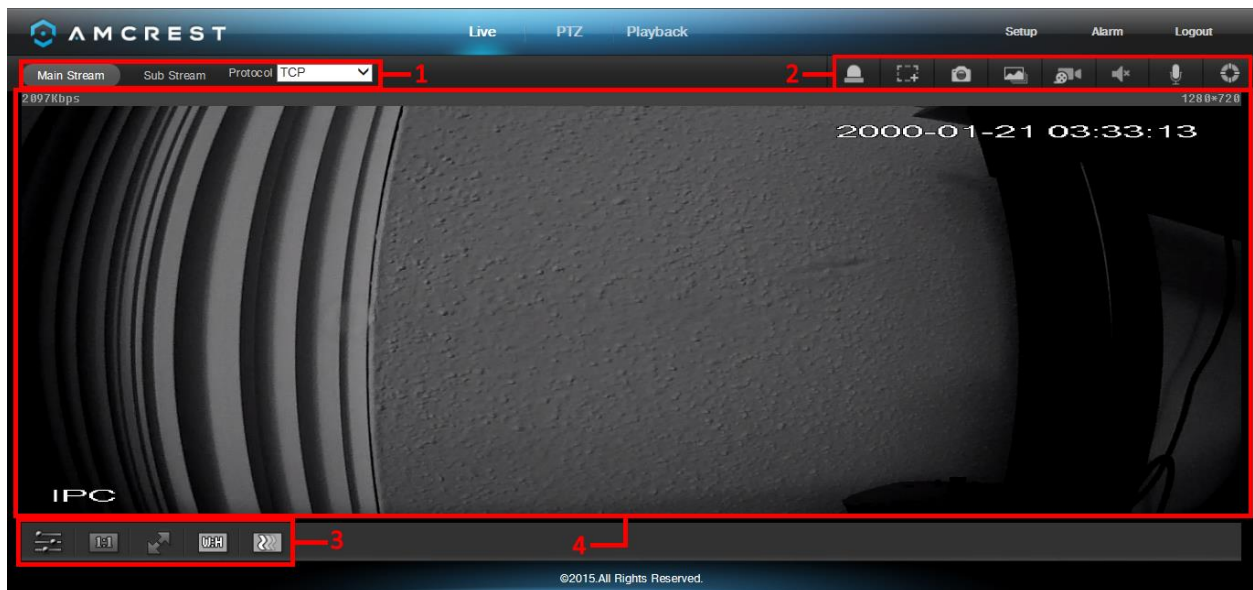 AMCREST Live PTZ Playback Setup Alarm Logout
Main Stream Sub Stream Protocol TCP 1 2
2097Kbps 1280*720
2000-01-21 03:33:13
IPC
1:1 W:H 3 4
©2015.All Rights Reserved.